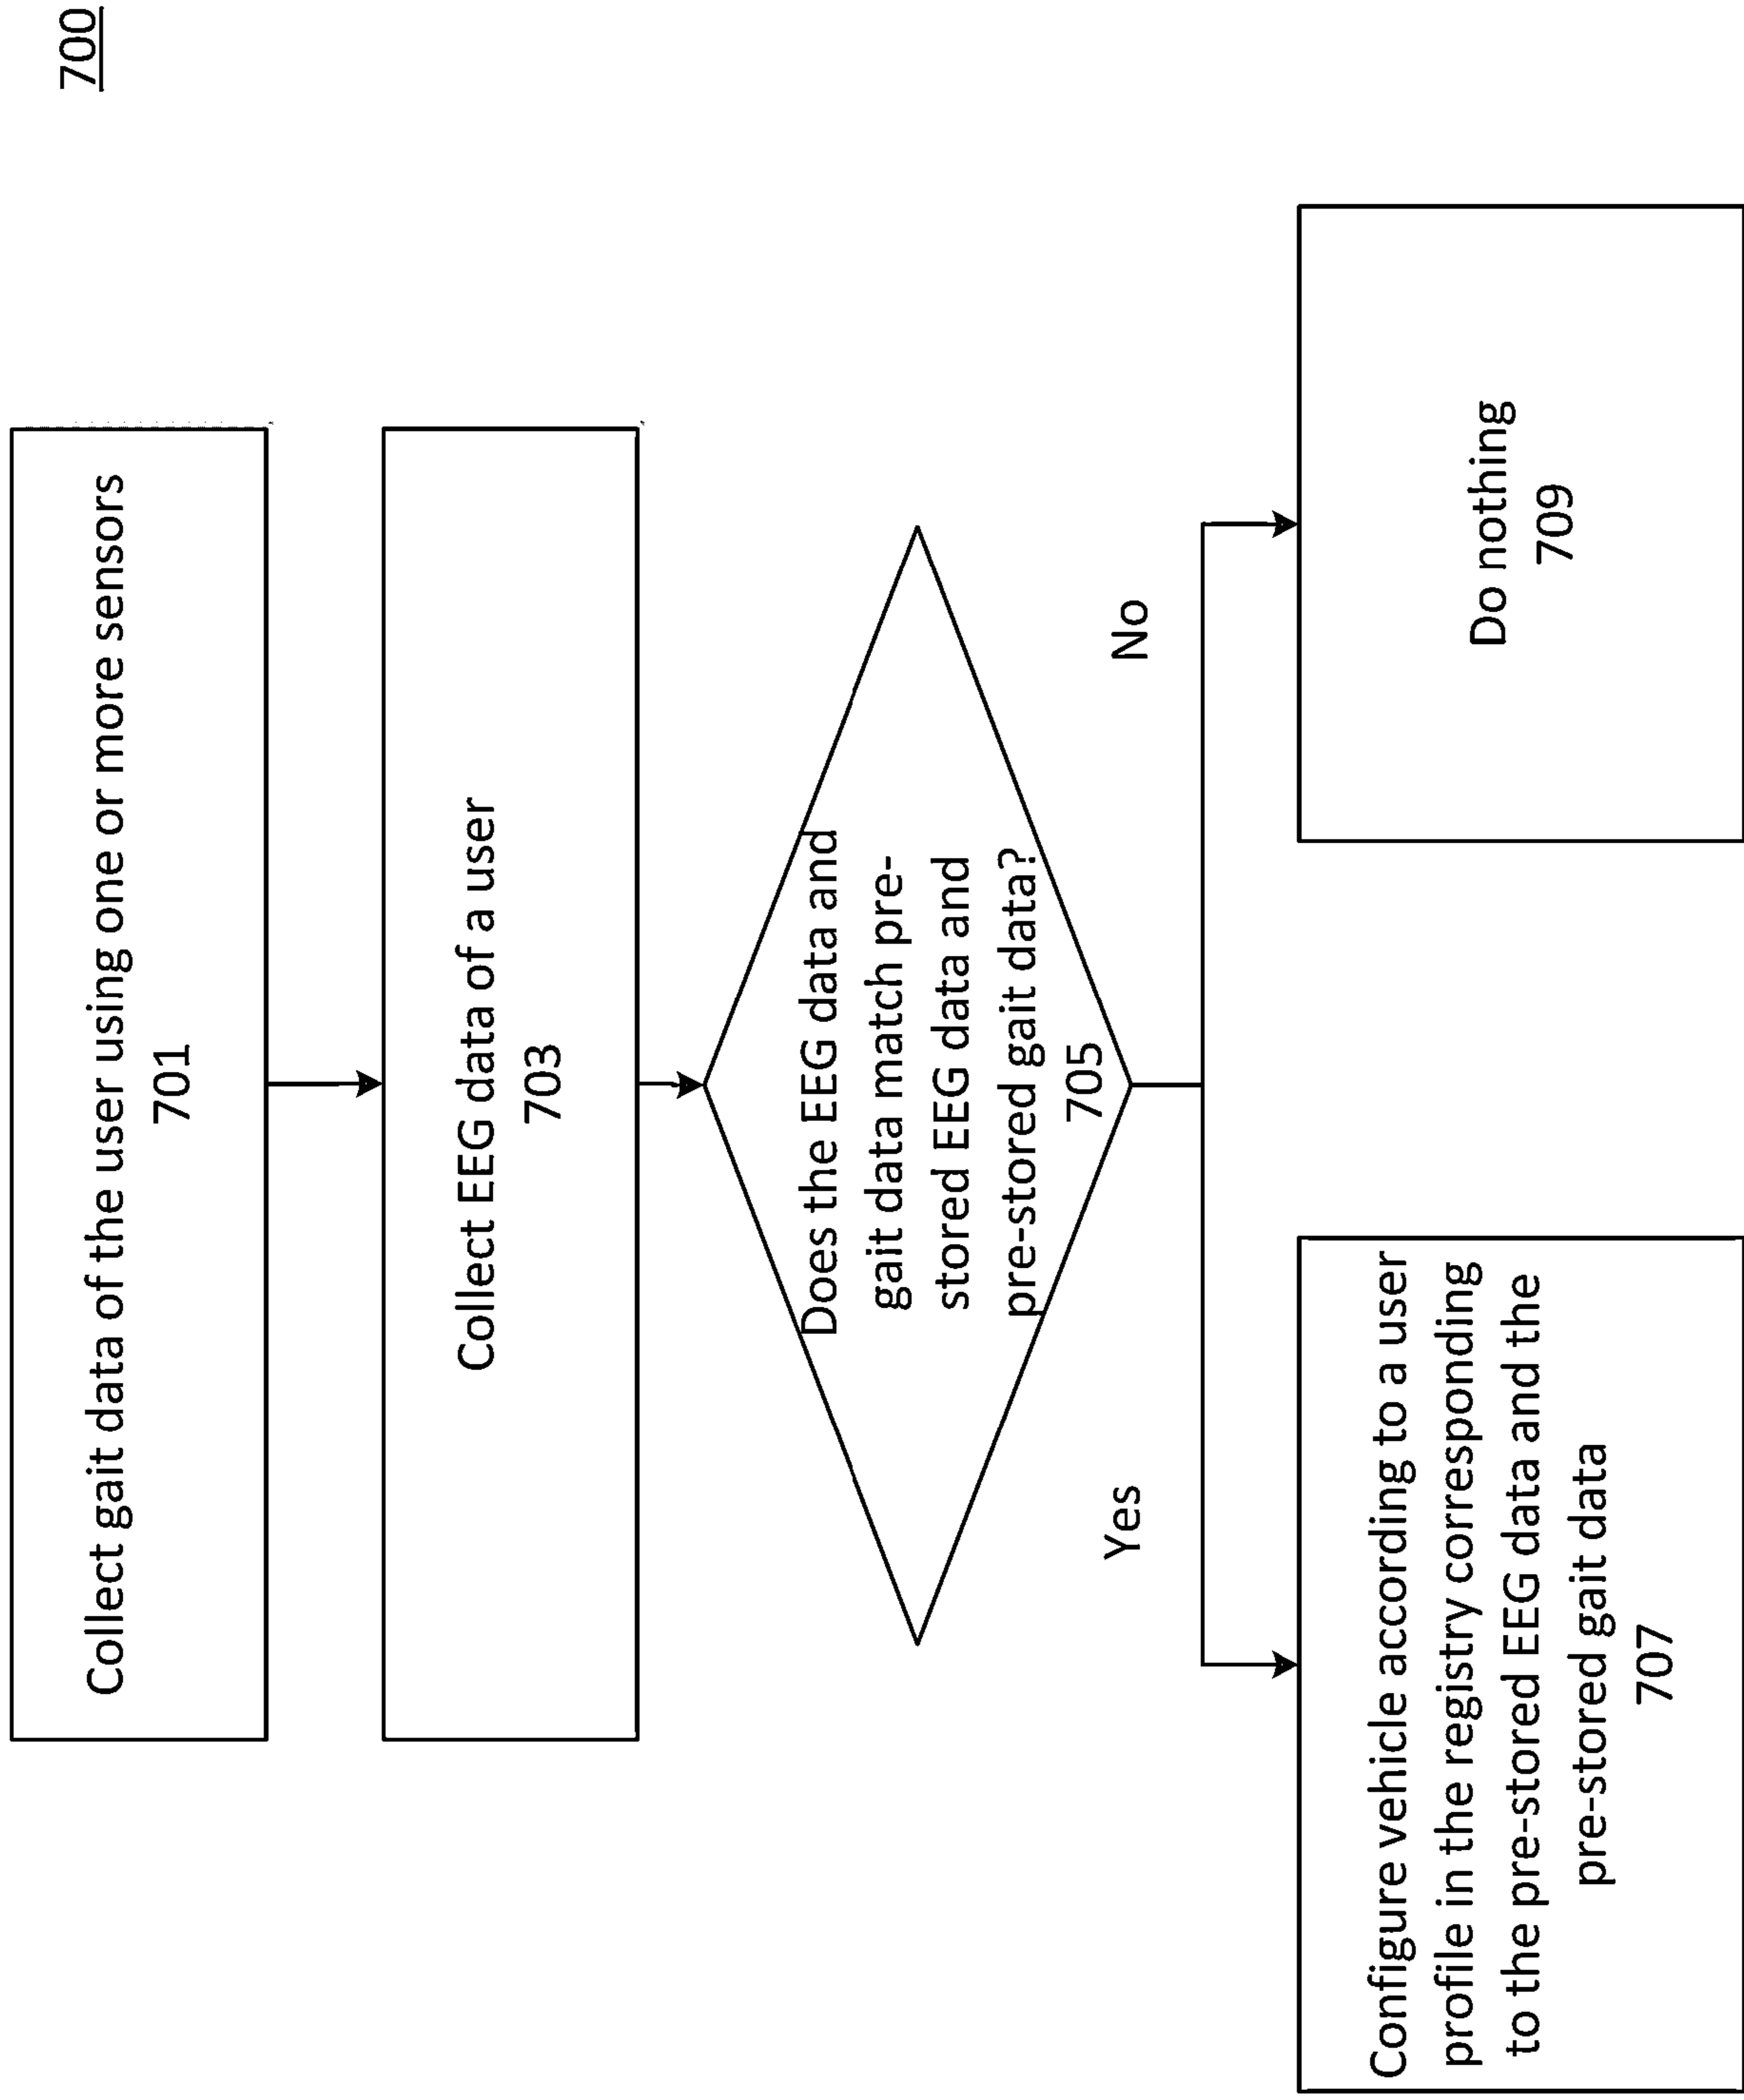 700
Collect gait data of the user using one or more sensors
701
Collect EEG data of a user
703
Does the EEG data and
gait data match pre-
stored EEG data and
pre-stored gait data?
705
Yes
No
Configure vehicle according to a user
profile in the registry corresponding
to the pre-stored EEG data and the
pre-stored gait data
707
Do nothing
709